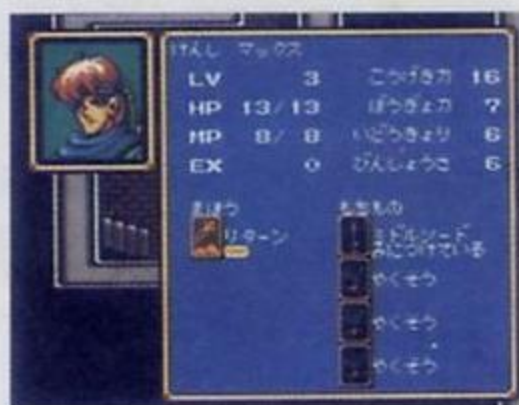 けんし マックス
LV 3 こうげき力 16
HP 13/13 ぼうぎょ力 7
MP 8/8 いどうきょり 6
EX 0 びんしょうさ 6
まほう もちもの
リターン ミドルソード
みにつけている
やくそう
やくそう
やくそう